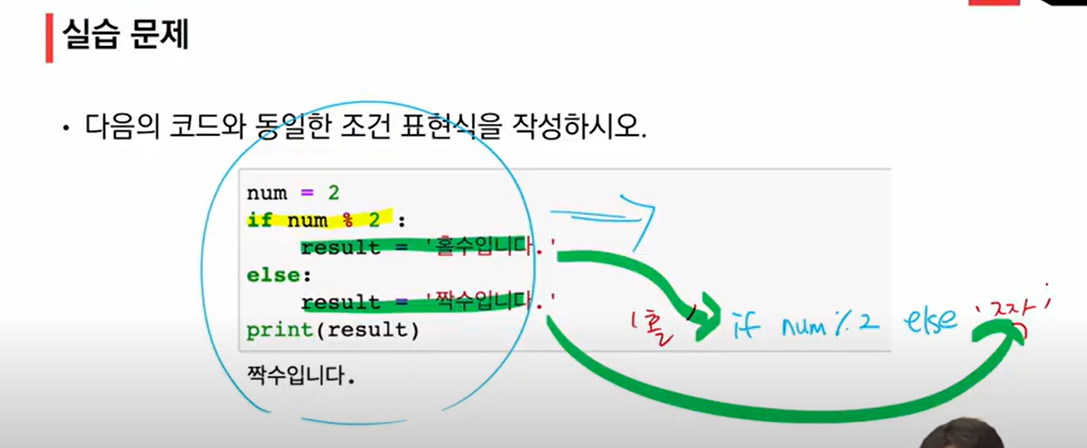 실습 문제
• 다음의 코드와 동일한 조건 표현식을 작성하시오.
num = 2
if num % 2 :
result = '홀수입니다.'
else:
result = '짝수입니다.'
print(result)
'홀' if num % 2 else '짝'
짝수입니다.